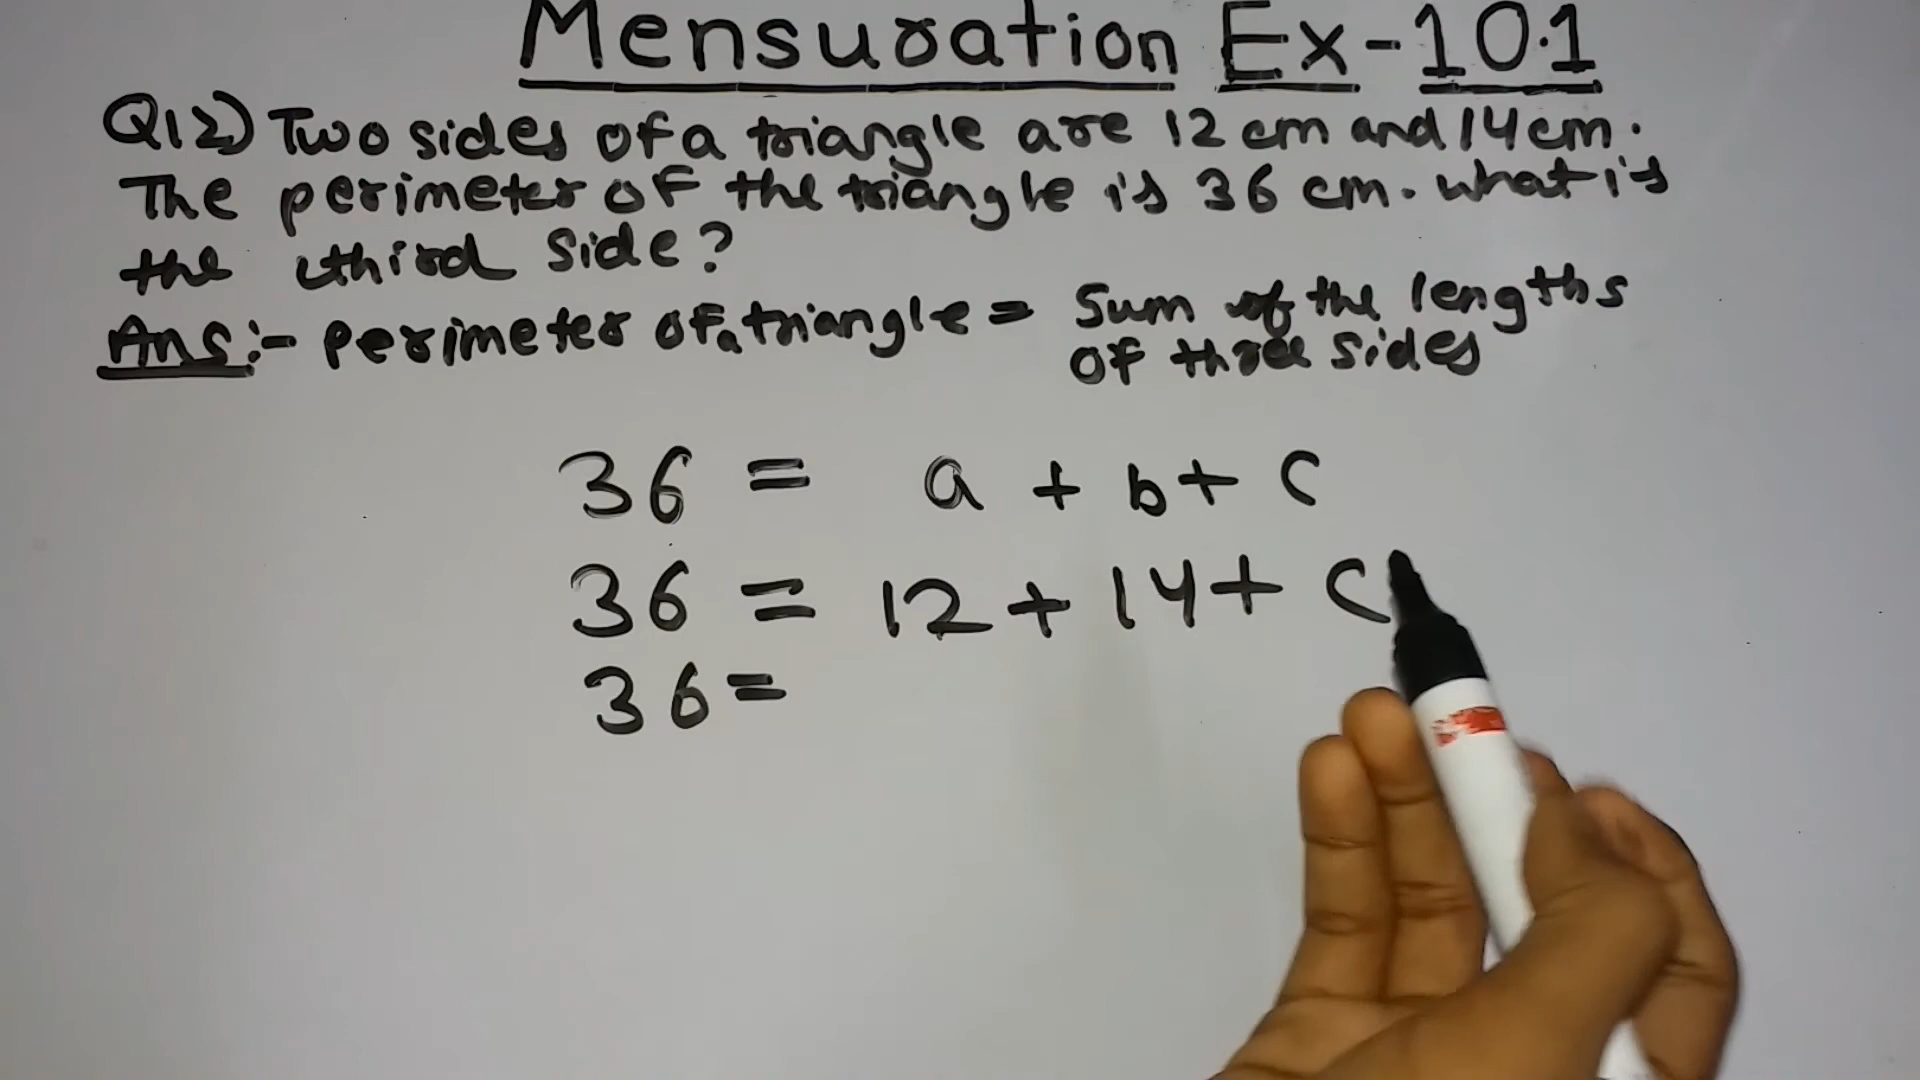 Mensuration Ex-10.1
Q12) Two sides of a triangle are 12 cm and 14 cm.
The perimeter of the triangle is 36 cm. what is
the third side?
Ans:- perimeter of a triangle = Sum of the lengths
of three sides
36 = a + b + c
36 = 12 + 14 + c
36 =